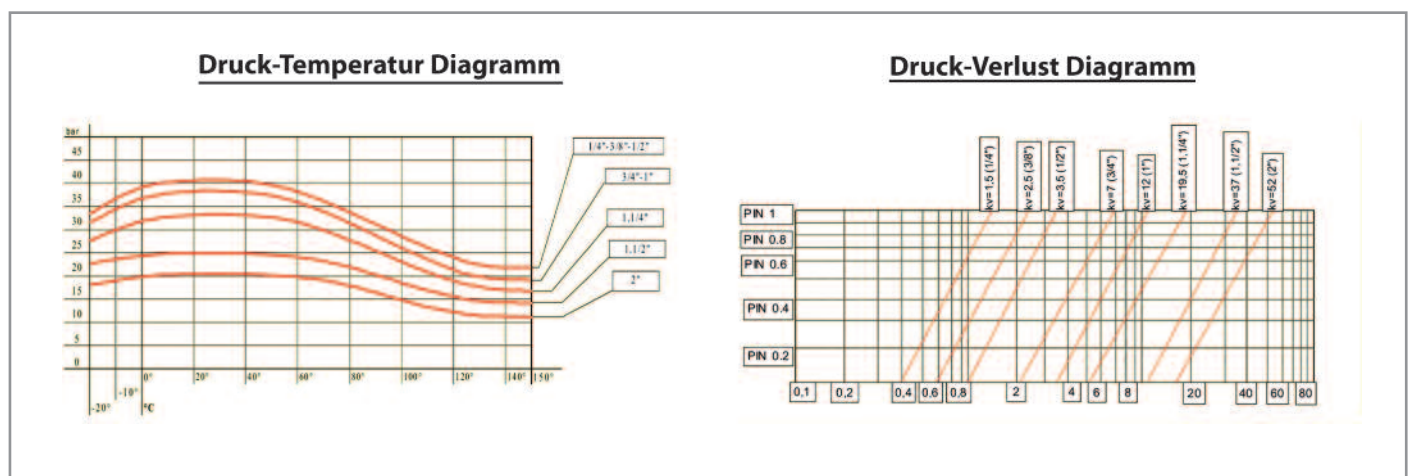 Druck-Temperatur Diagramm
bar
45
40
35
30
25
20
15
10
5
0
-20°
-10°
0°
20°
40°
60°
80°
100°
120°
140°
150°
°C
1/4"-3/8"-1/2"
3/4"-1"
1,1/4"
1,1/2"
2"
Druck-Verlust Diagramm
kv=1,5 (1/4")
kv=2,5 (3/8")
kv=3,5 (1/2")
kv=7 (3/4")
kv=12 (1")
kv=19,5 (1,1/4")
kv=37 (1,1/2")
kv=52 (2")
PIN 1
PIN 0.8
PIN 0.6
PIN 0.4
PIN 0.2
0,1
0,2
0,4
0,6
0,8
2
4
6
8
20
40
60
80